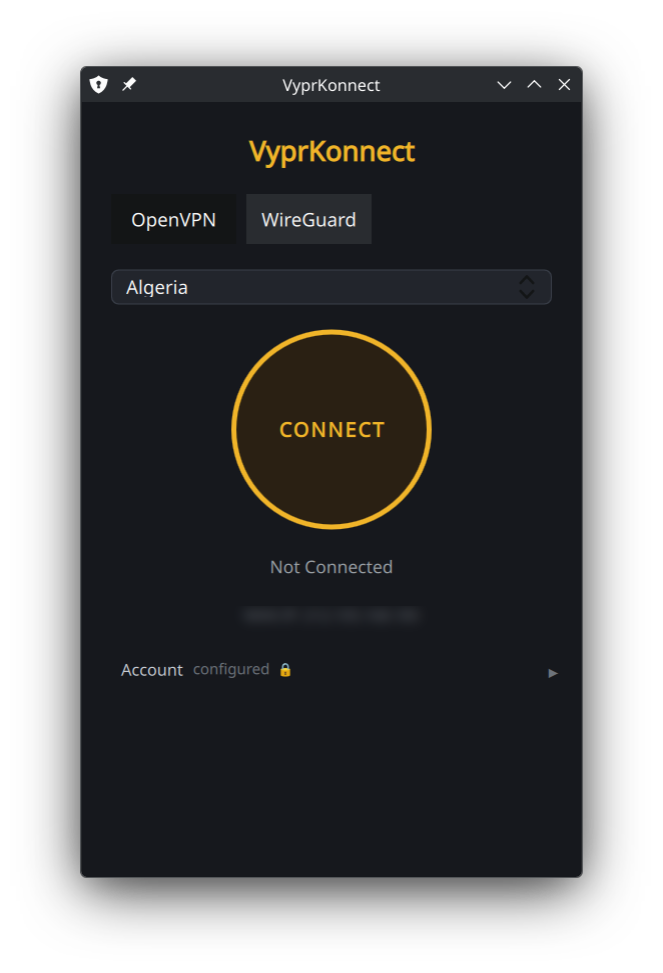 VyprKonnect
VyprKonnect
OpenVPN WireGuard
Algeria
CONNECT
Not Connected
Account configured